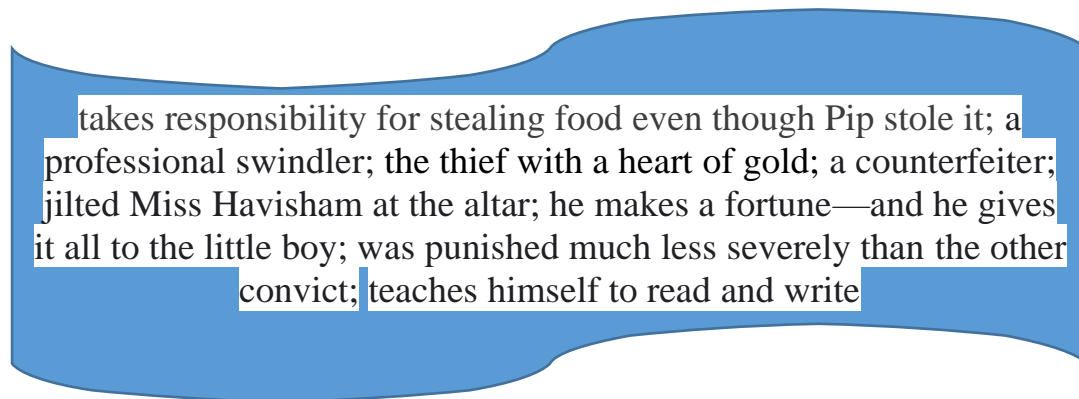 takes responsibility for stealing food even though Pip stole it; a
professional swindler; the thief with a heart of gold; a counterfeiter;
jilted Miss Havisham at the altar; he makes a fortune—and he gives
it all to the little boy; was punished much less severely than the other
convict; teaches himself to read and write